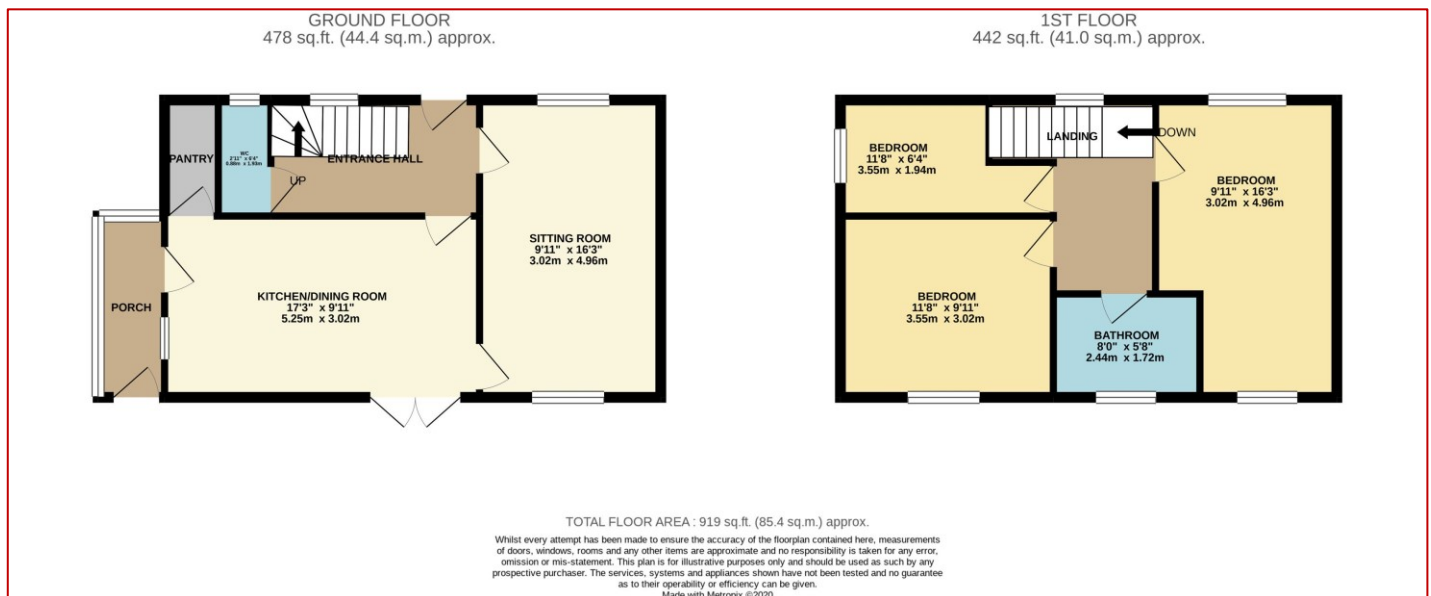 GROUND FLOOR
478 sq.ft. (44.4 sq.m.) approx.
1ST FLOOR
442 sq.ft. (41.0 sq.m.) approx.
PANTRY
W/C
2'11" x 6'4"
0.88m x 1.93m
UP
ENTRANCE HALL
SITTING ROOM
9'11" x 16'3"
3.02m x 4.96m
PORCH
KITCHEN/DINING ROOM
17'3" x 9'11"
5.25m x 3.02m
BEDROOM
11'8" x 6'4"
3.55m x 1.94m
LANDING
DOWN
BEDROOM
9'11" x 16'3"
3.02m x 4.96m
BEDROOM
11'8" x 9'11"
3.55m x 3.02m
BATHROOM
8'0" x 5'8"
2.44m x 1.72m
TOTAL FLOOR AREA : 919 sq.ft. (85.4 sq.m.) approx.
Whilst every attempt has been made to ensure the accuracy of the floorplan contained here, measurements
of doors, windows, rooms and any other items are approximate and no responsibility is taken for any error,
omission or mis-statement. This plan is for illustrative purposes only and should be used as such by any
prospective purchaser. The services, systems and appliances shown have not been tested and no guarantee
as to their operability or efficiency can be given.
Made with Metropix ©2020